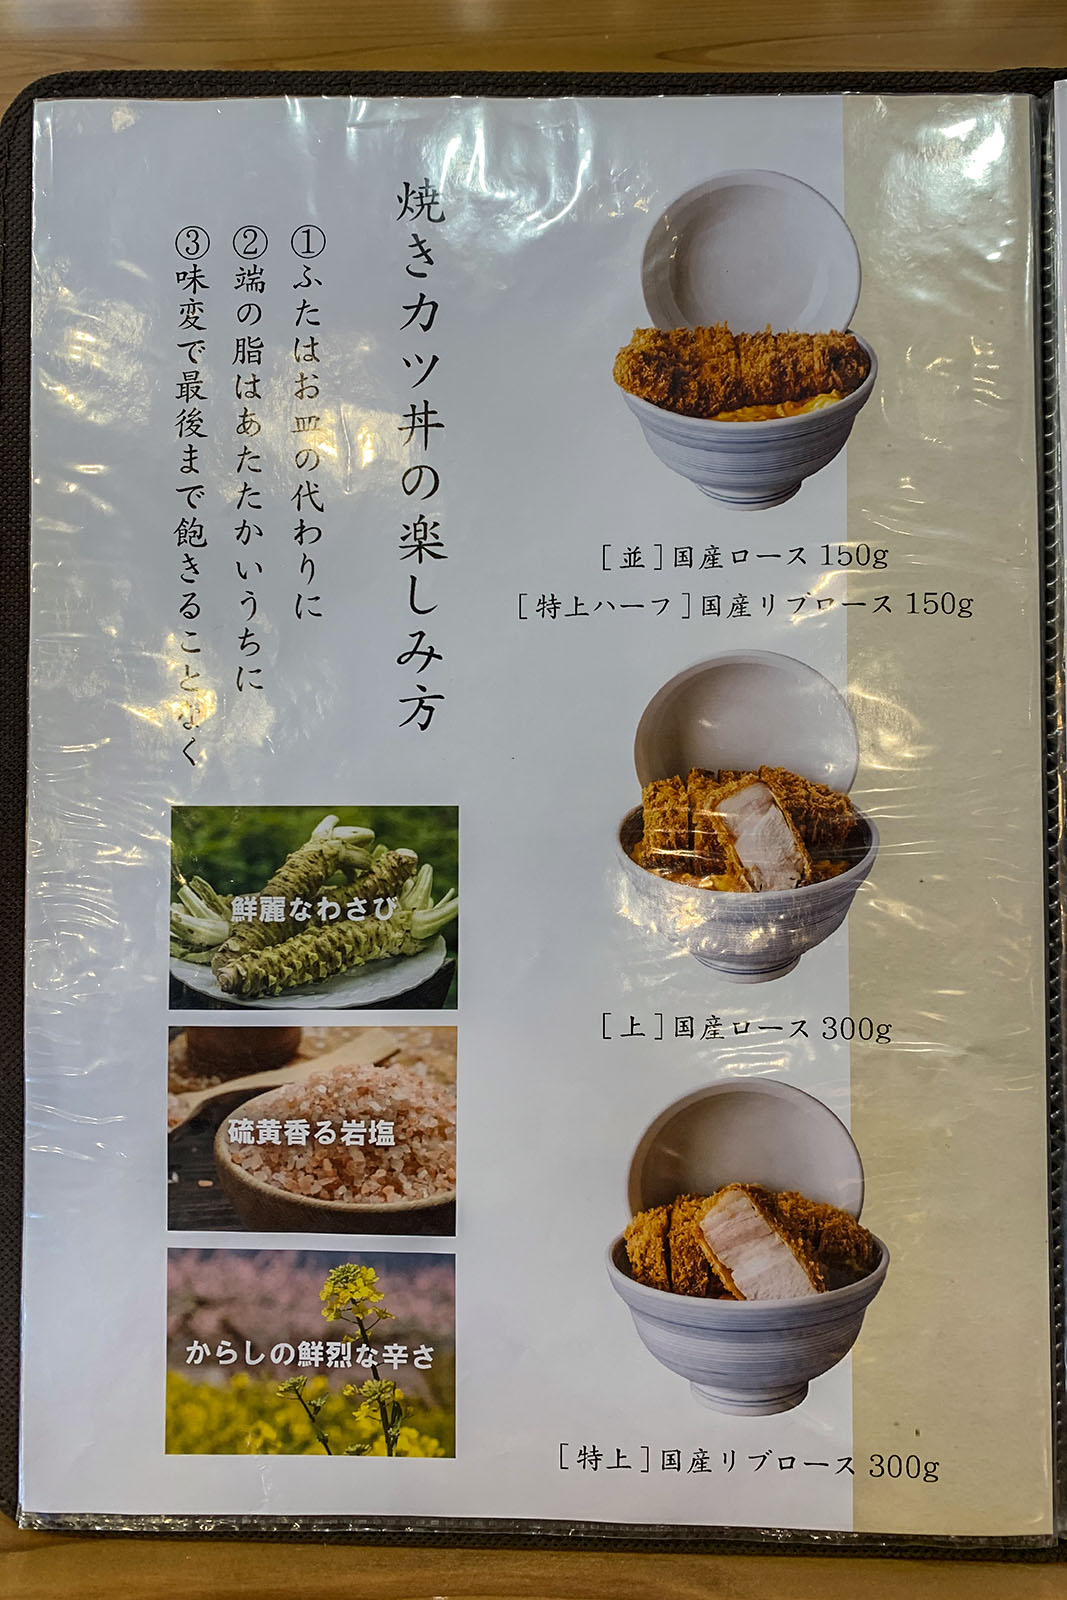 焼きカツ丼の楽しみ方
①ふたはお皿の代わりに
②端の脂はあたたかいうちに
③味変で最後まで飽きることなく
鮮麗なわさび
硫黄香る岩塩
からしの鮮烈な辛さ
[並]国産ロース 150g
[特上ハーフ]国産リブロース 150g
[上]国産ロース 300g
[特上]国産リブロース 300g